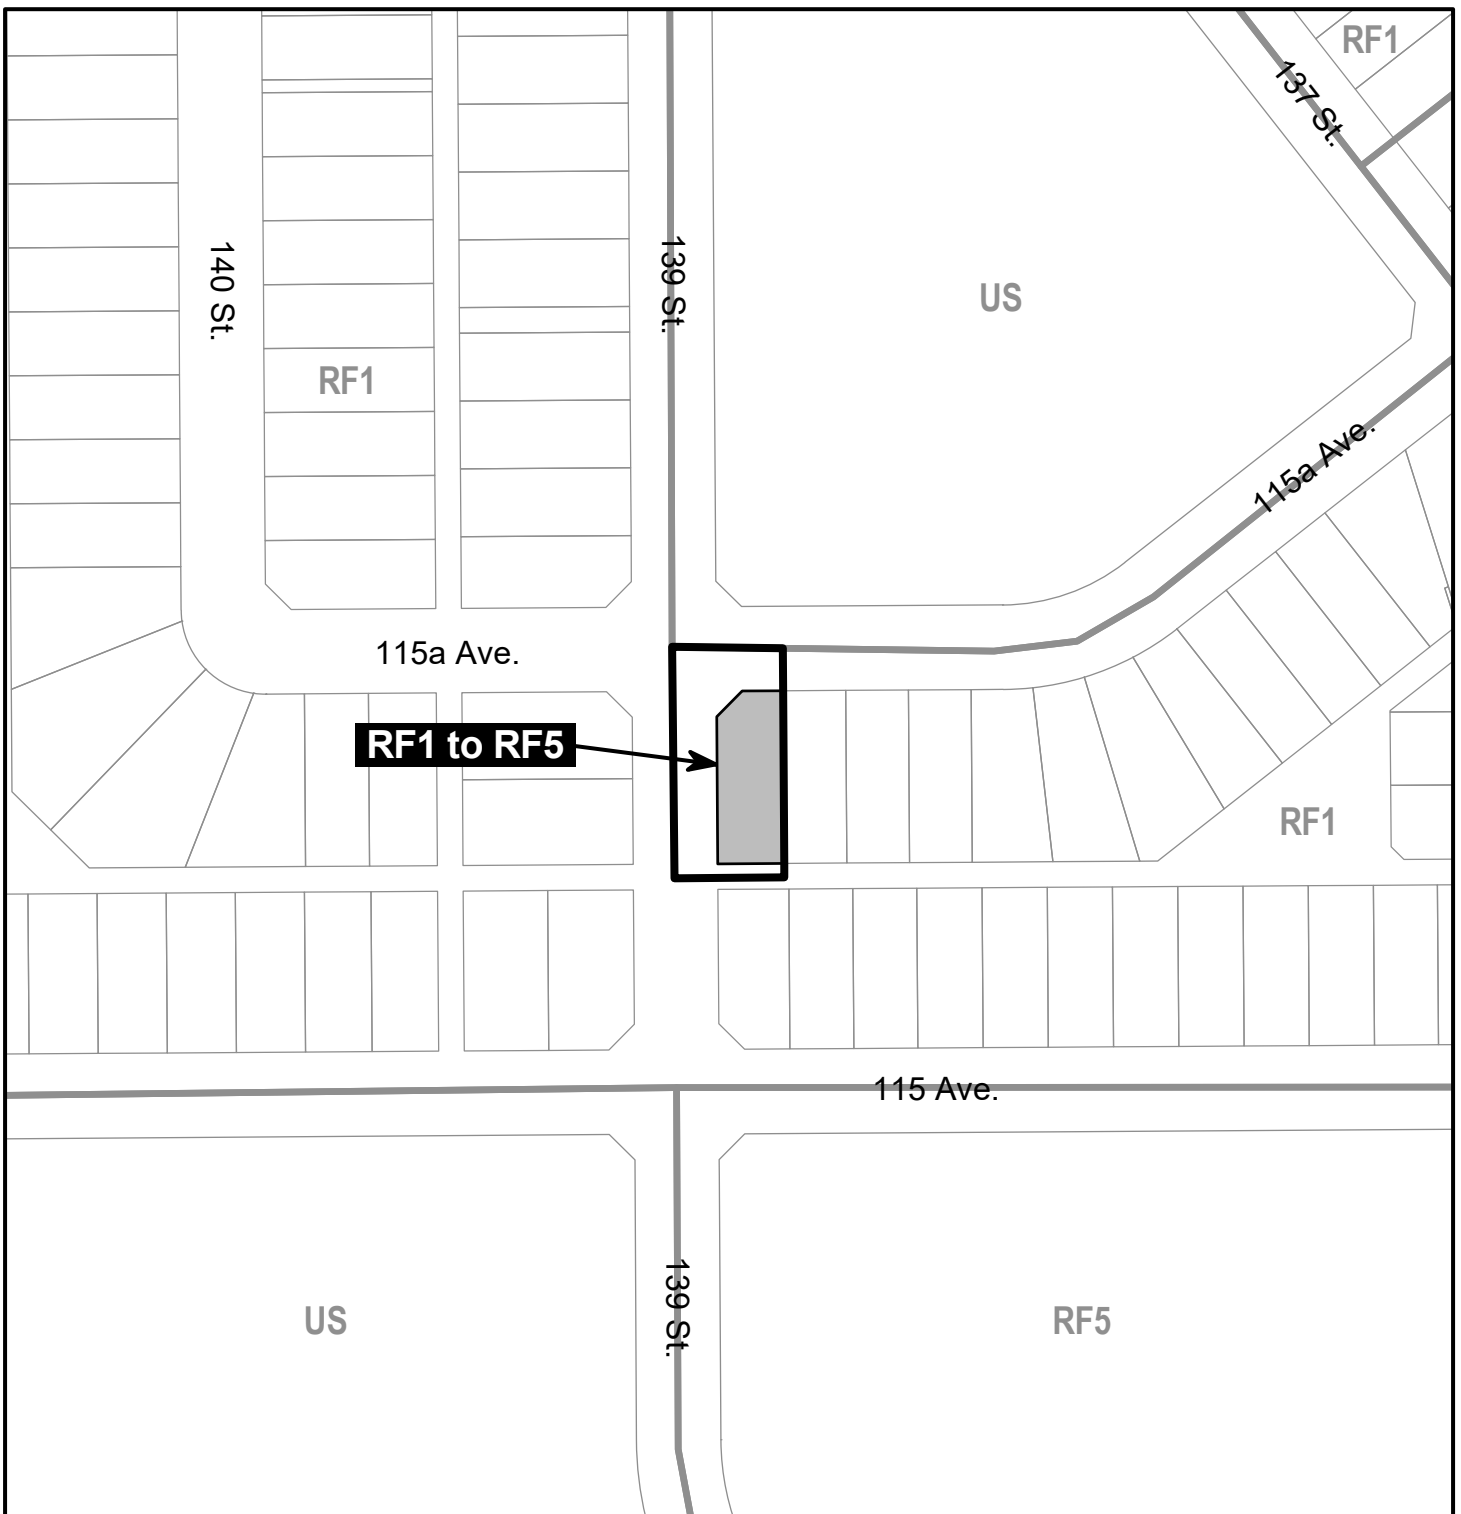 RF1
137 St.
140 St.
139 St.
US
RF1
115a Ave.
115a Ave.
RF1 to RF5
RF1
115 Ave.
139 St.
US
RF5